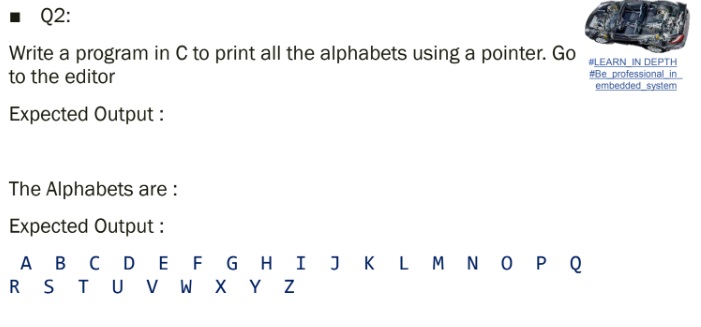 ▪ Q2:
Write a program in C to print all the alphabets using a pointer. Go
to the editor
#LEARN_IN DEPTH
#Be_professional_in_
embedded_system
Expected Output :
The Alphabets are :
Expected Output :
A B C D E F G H I J K L M N O P Q
R S T U V W X Y Z